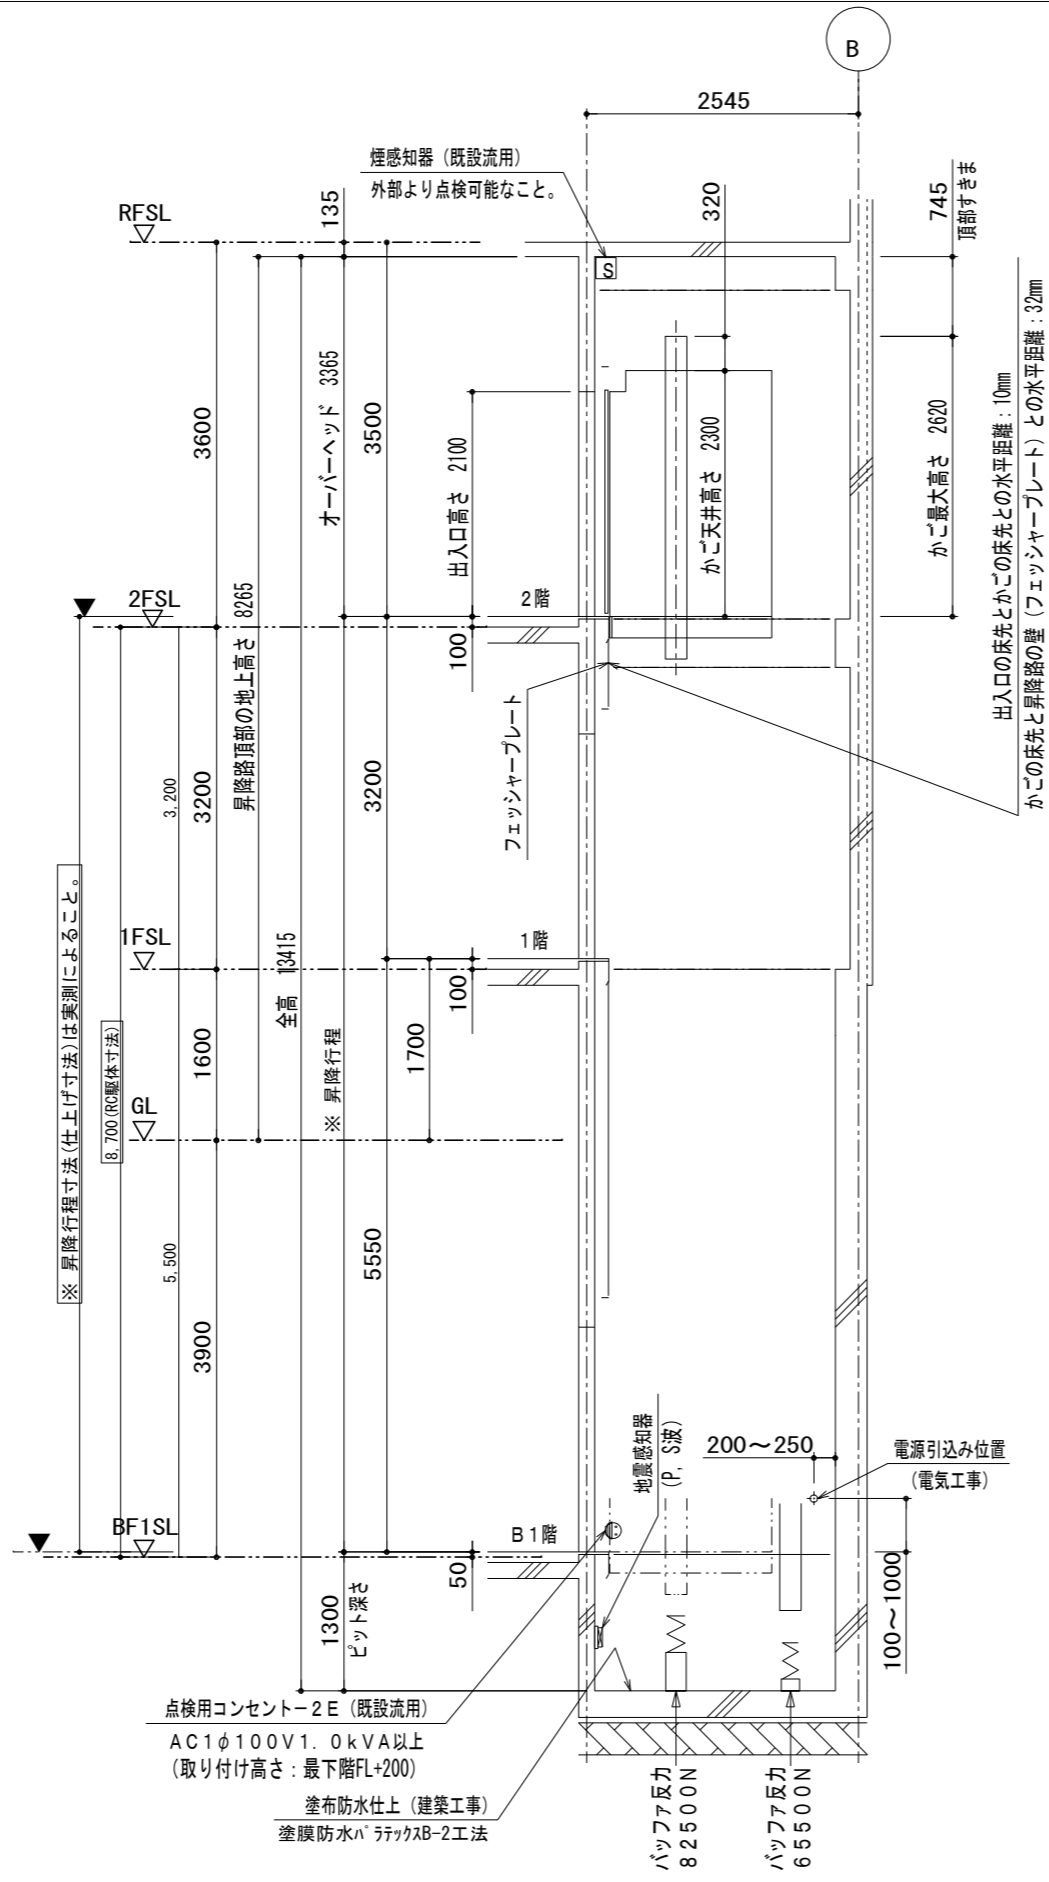 B
2545
煙感知器（既設流用）
外部より点検可能なこと。
135
320
745
頂部すきま
RFSL
S
3600
オーバーヘッド 3365
3500
出入口高さ 2100
かご天井高さ 2300
かご最大高さ 2620
出入口の床先とかごの床先との水平距離：10mm
かごの床先と昇降路の壁（フェッシャープレート）との水平距離：32mm
2FSL
2階
100
昇降路頂部の地上高さ 8265
フェッシャープレート
3,200
3200
3200
※ 昇降行程寸法(仕上げ寸法)は実測によること。
1FSL
1階
100
全高 13415
8,700(RC駆体寸法)
1600
※ 昇降行程
1700
GL
5,500
5550
3900
地震感知器
(P, S波)
200～250
電源引込み位置
(電気工事)
BF1SL
B1階
50
1300
ピット深さ
100～1000
点検用コンセントー2E（既設流用）
AC1φ100V1. 0kVA以上
(取り付け高さ：最下階FL+200)
塗布防水仕上（建築工事）
塗膜防水パラテックスB-2工法
バッファ反力
82500N
バッファ反力
65500N